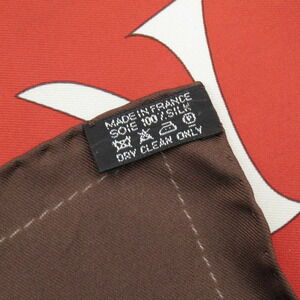 MADE IN FRANCE
SOIE 100% SILK
P
DRY CLEAN ONLY